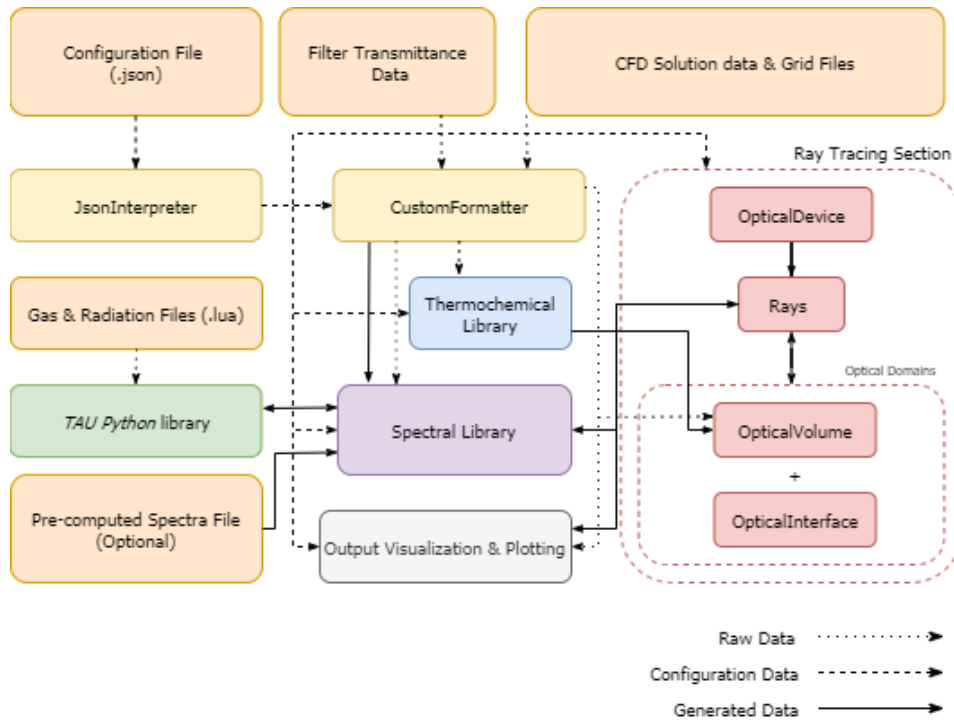 Configuration File
(.json)
Filter Transmittance
Data
CFD Solution data & Grid Files
Ray Tracing Section
JsonInterpreter
CustomFormatter
OpticalDevice
Gas & Radiation Files (.lua)
Thermochemical
Library
Rays
Optical Domains
TAU Python library
Spectral Library
OpticalVolume
+
Pre-computed Spectra File
(Optional)
Output Visualization & Plotting
OpticalInterface
Raw Data
Configuration Data
Generated Data